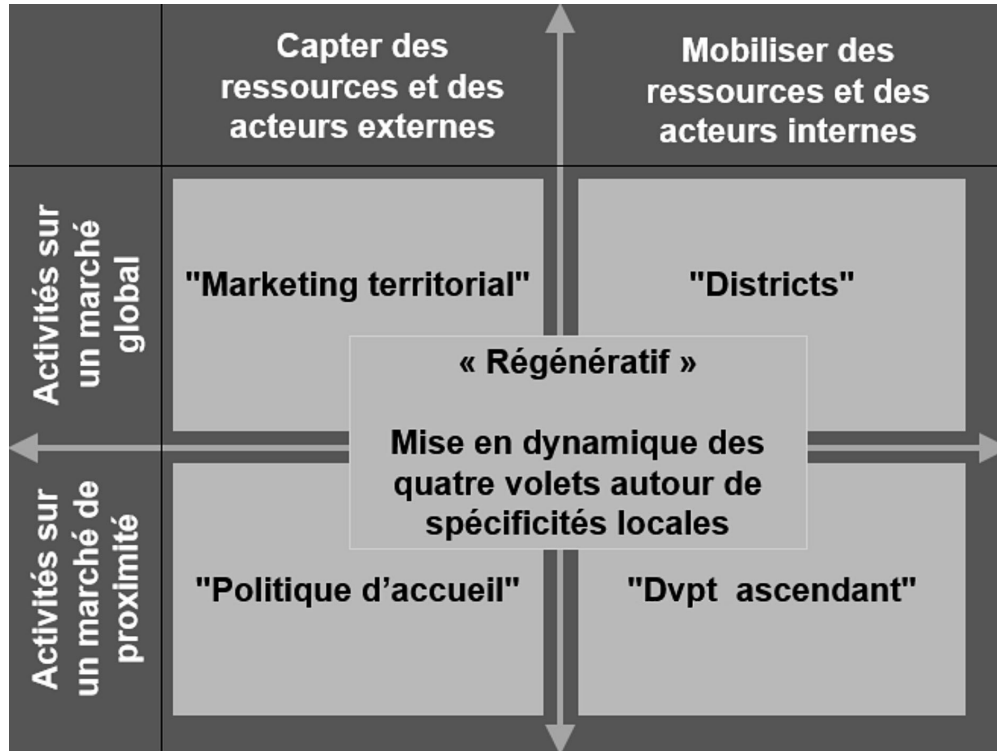 Capter des
ressources et des
acteurs externes
Mobiliser des
ressources et des
acteurs internes
Activités sur
un marché
global
"Marketing territorial"
"Districts"
« Régénératif »
Mise en dynamique des
quatre volets autour de
spécificités locales
Activités sur
un marché de
proximité
"Politique d’accueil"
"Dvpt  ascendant"